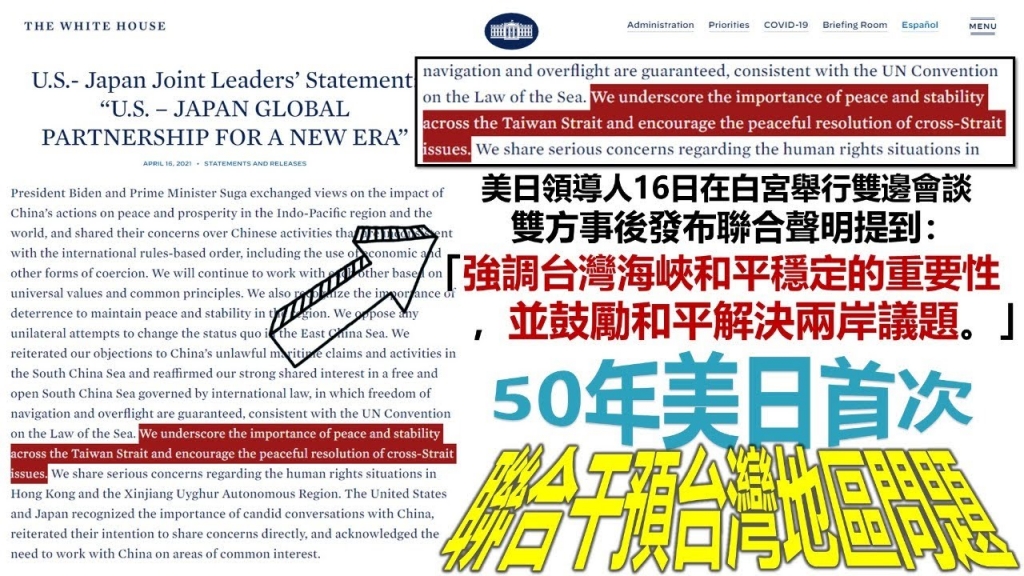 THE WHITE HOUSE
Administration Priorities COVID-19 Briefing Room Español MENU
U.S.- Japan Joint Leaders’ Statement:
“U.S. – JAPAN GLOBAL
PARTNERSHIP FOR A NEW ERA”
APRIL 16, 2021 • STATEMENTS AND RELEASES
President Biden and Prime Minister Suga exchanged views on the impact of
China’s actions on peace and prosperity in the Indo-Pacific region and the
world, and shared their concerns over Chinese activities that are inconsistent
with the international rules-based order, including the use of economic and
other forms of coercion. We will continue to work with each other based on
universal values and common principles. We also recognize the importance of
deterrence to maintain peace and stability in the region. We oppose any
unilateral attempts to change the status quo in the East China Sea. We
reiterated our objections to China’s unlawful maritime claims and activities in
the South China Sea and reaffirmed our strong shared interest in a free and
open South China Sea governed by international law, in which freedom of
navigation and overflight are guaranteed, consistent with the UN Convention
on the Law of the Sea. We underscore the importance of peace and stability
across the Taiwan Strait and encourage the peaceful resolution of cross-Strait
issues. We share serious concerns regarding the human rights situations in
Hong Kong and the Xinjiang Uyghur Autonomous Region. The United States
and Japan recognized the importance of candid conversations with China,
reiterated their intention to share concerns directly, and acknowledged the
need to work with China on areas of common interest.
navigation and overflight are guaranteed, consistent with the UN Convention
on the Law of the Sea. We underscore the importance of peace and stability
across the Taiwan Strait and encourage the peaceful resolution of cross-Strait
issues. We share serious concerns regarding the human rights situations in
美日領導人16日在白宮舉行雙邊會談
雙方事後發布聯合聲明提到：
「強調台灣海峽和平穩定的重要性
，並鼓勵和平解決兩岸議題。」
50年美日首次
聯合干預台灣地區問題